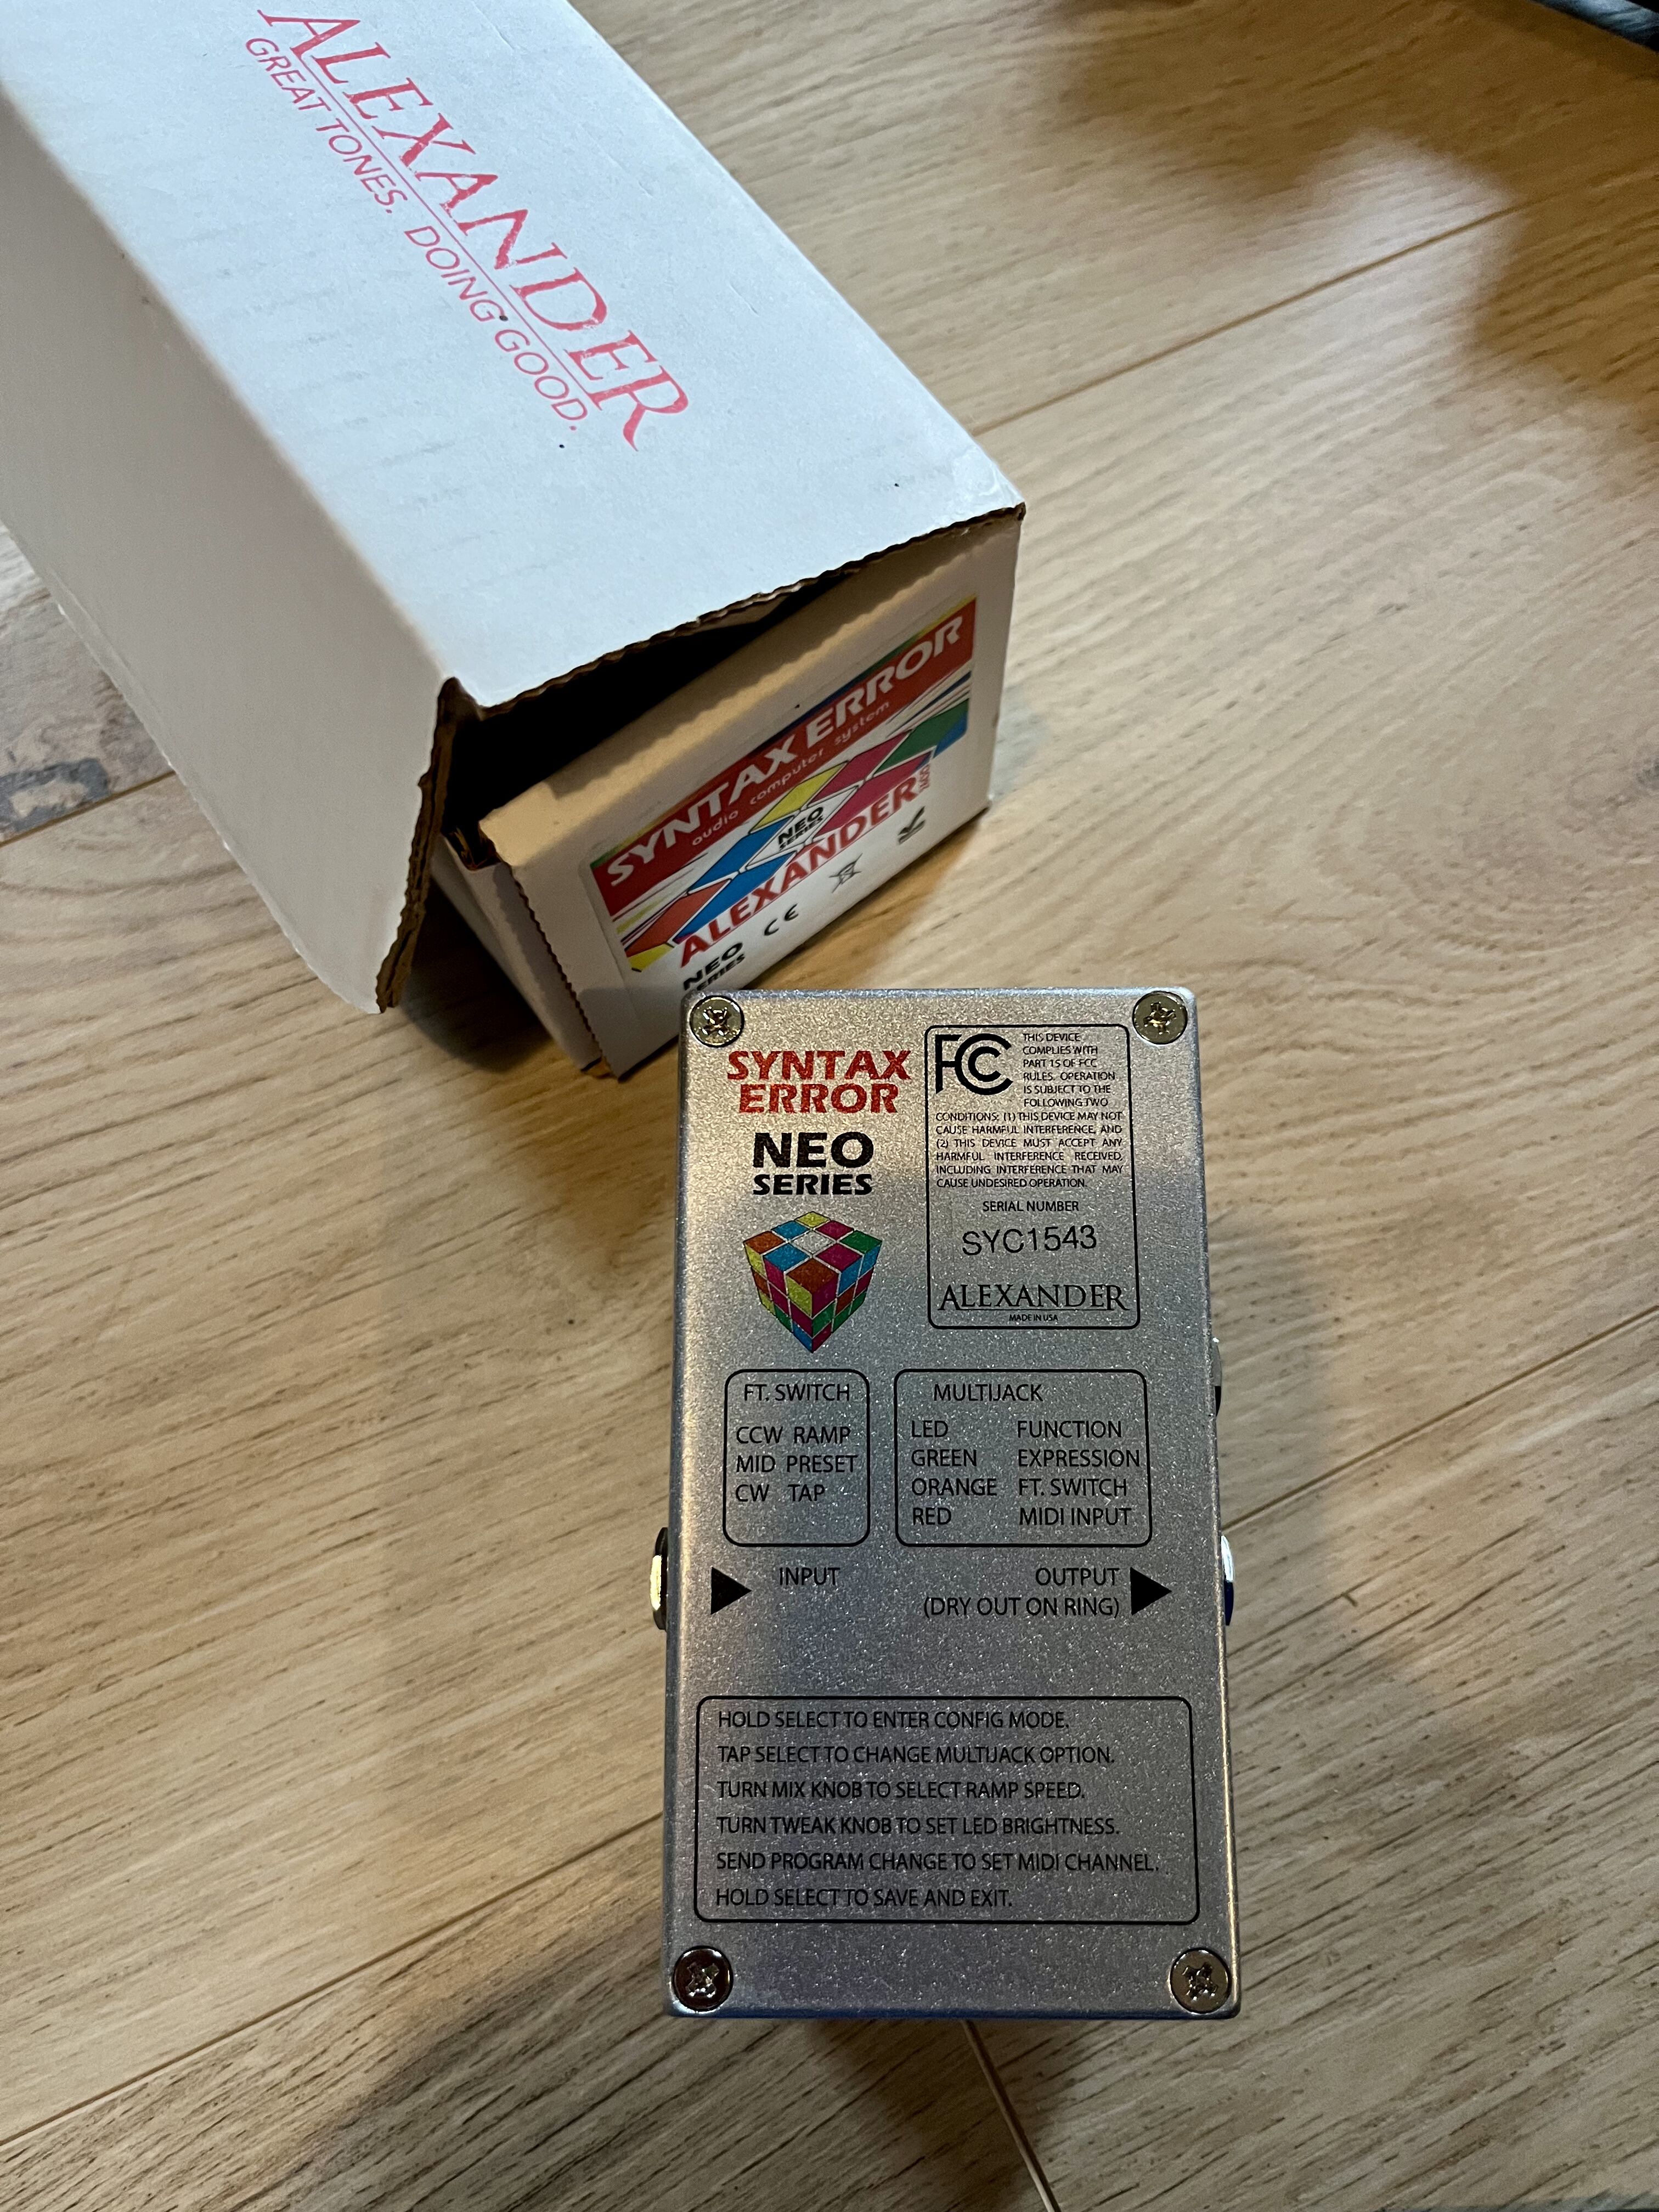 ALEXANDER
GREAT TONES. DOING GOOD.
SYNTAX ERROR
audio computer system
NEO
SERIES
ALEXANDER
NEO
SERIES
CE
SYNTAX
ERROR
NEO
SERIES
FC
THIS DEVICE
COMPLIES WITH
PART 15 OF FCC
RULES. OPERATION
IS SUBJECT TO THE
FOLLOWING TWO
CONDITIONS: (1) THIS DEVICE MAY NOT
CAUSE HARMFUL INTERFERENCE, AND
(2) THIS DEVICE MUST ACCEPT ANY
HARMFUL INTERFERENCE RECEIVED,
INCLUDING INTERFERENCE THAT MAY
CAUSE UNDESIRED OPERATION.
SERIAL NUMBER
SYC1543
ALEXANDER
MADE IN USA
FT. SWITCH
CCW RAMP
MID PRESET
CW TAP
MULTIJACK
LED FUNCTION
GREEN EXPRESSION
ORANGE FT. SWITCH
RED MIDI INPUT
INPUT
OUTPUT
(DRY OUT ON RING)
HOLD SELECT TO ENTER CONFIG MODE.
TAP SELECT TO CHANGE MULTIJACK OPTION.
TURN MIX KNOB TO SELECT RAMP SPEED.
TURN TWEAK KNOB TO SET LED BRIGHTNESS.
SEND PROGRAM CHANGE TO SET MIDI CHANNEL.
HOLD SELECT TO SAVE AND EXIT.